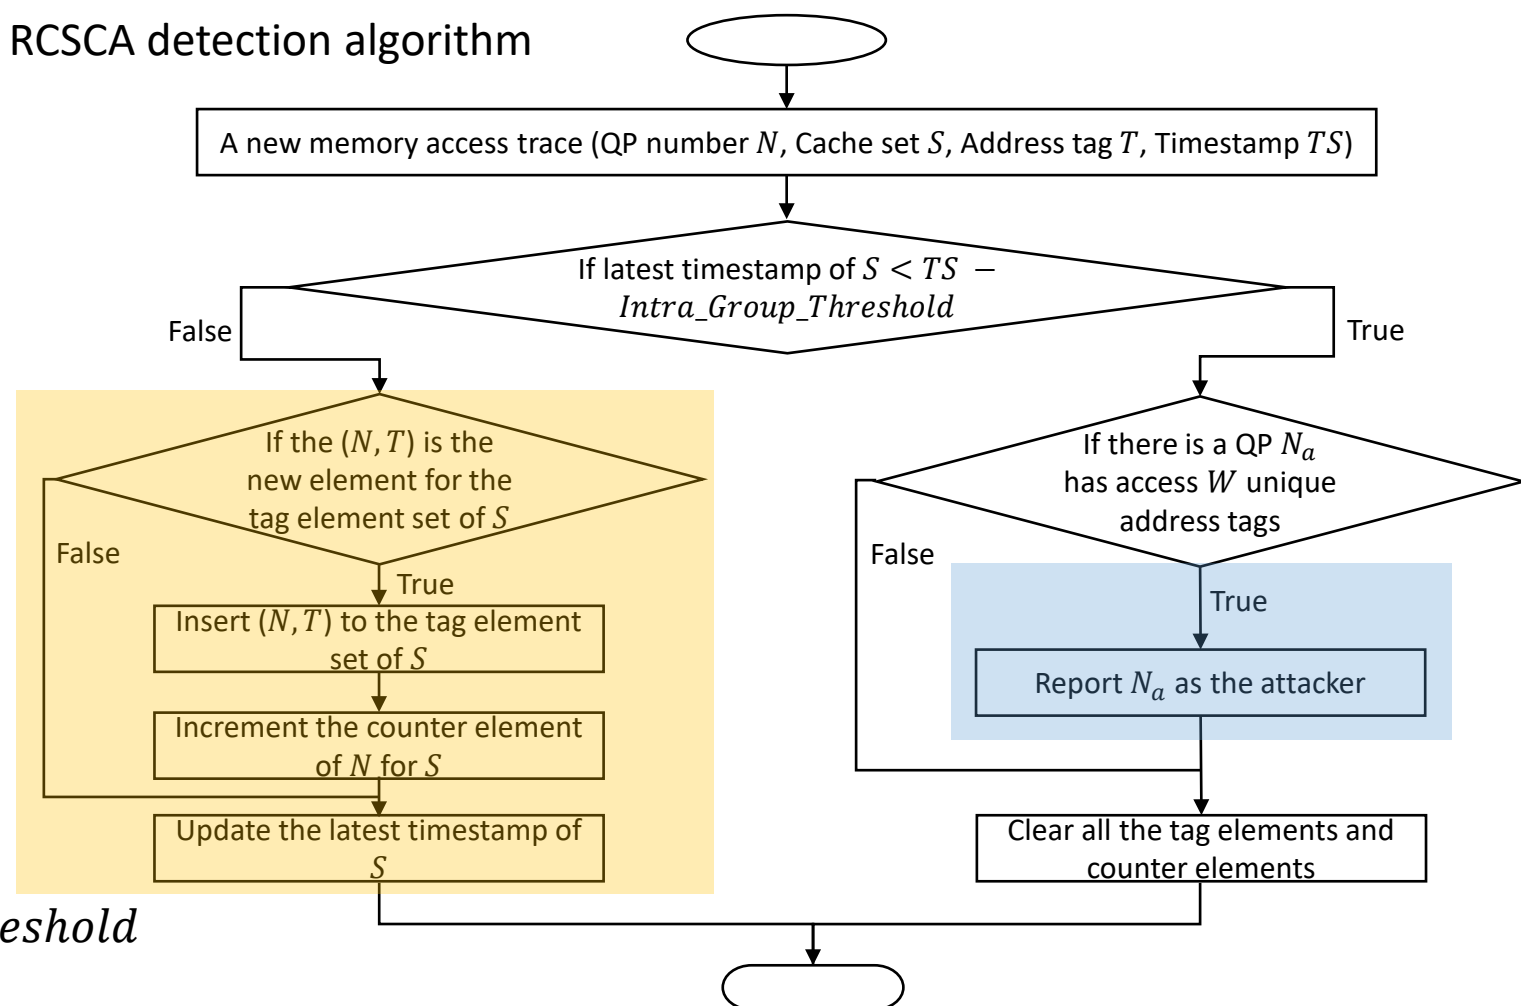 RCSCA detection algorithm
A new memory access trace (QP number N, Cache set S, Address tag T, Timestamp TS)
If latest timestamp of S < TS −
Intra_Group_Threshold
False
True
If the (N, T) is the
new element for the
tag element set of S
False
True
Insert (N, T) to the tag element
set of S
Increment the counter element
of N for S
Update the latest timestamp of
S
If there is a QP Nₐ
has access W unique
address tags
False
True
Report Nₐ as the attacker
Clear all the tag elements and
counter elements
eshold